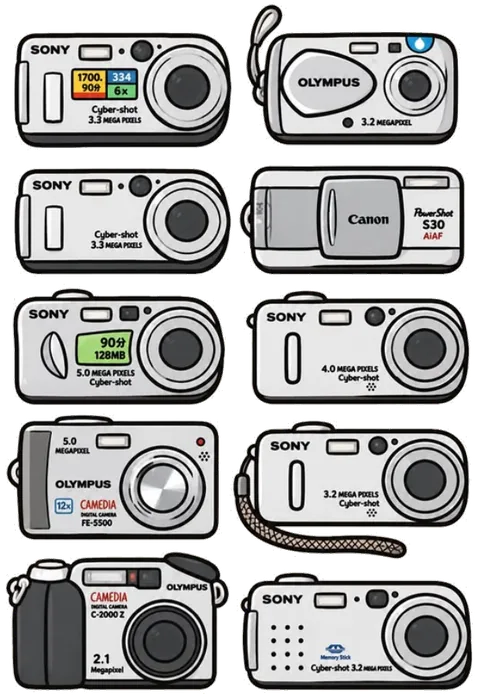 SONY
1700.
90分
334
6x
Cyber-shot
3.3 MEGA PIXELS
OLYMPUS
3.2 MEGAPIXEL
SONY
Cyber-shot
3.3 MEGA PIXELS
Canon
PowerShot
S30
AiAF
SONY
90分
128MB
5.0 MEGA PIXELS
Cyber-shot
SONY
4.0 MEGA PIXELS
Cyber-shot
5.0
MEGAPIXEL
OLYMPUS
12x
CAMEDIA
DIGITAL CAMERA
FE-5500
SONY
3.2 MEGA PIXELS
Cyber-shot
OLYMPUS
CAMEDIA
DIGITAL CAMERA
C-2000 Z
2.1
Megapixel
SONY
Memory Stick
Cyber-shot 3.2 MEGA PIXELS